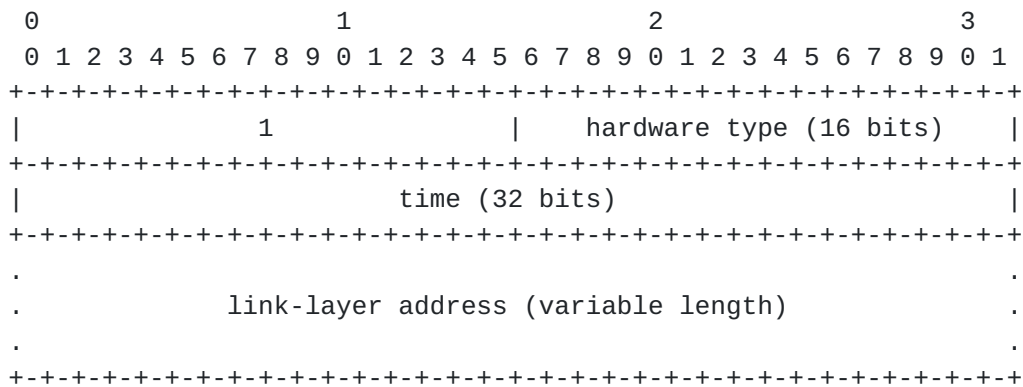 0                   1                   2                   3
0 1 2 3 4 5 6 7 8 9 0 1 2 3 4 5 6 7 8 9 0 1 2 3 4 5 6 7 8 9 0 1
+-+-+-+-+-+-+-+-+-+-+-+-+-+-+-+-+-+-+-+-+-+-+-+-+-+-+-+-+-+-+-+-+
|               1               |    hardware type (16 bits)    |
+-+-+-+-+-+-+-+-+-+-+-+-+-+-+-+-+-+-+-+-+-+-+-+-+-+-+-+-+-+-+-+-+
|                        time (32 bits)                         |
+-+-+-+-+-+-+-+-+-+-+-+-+-+-+-+-+-+-+-+-+-+-+-+-+-+-+-+-+-+-+-+-+
.                                                               .
.             link-layer address (variable length)              .
.                                                               .
+-+-+-+-+-+-+-+-+-+-+-+-+-+-+-+-+-+-+-+-+-+-+-+-+-+-+-+-+-+-+-+-+